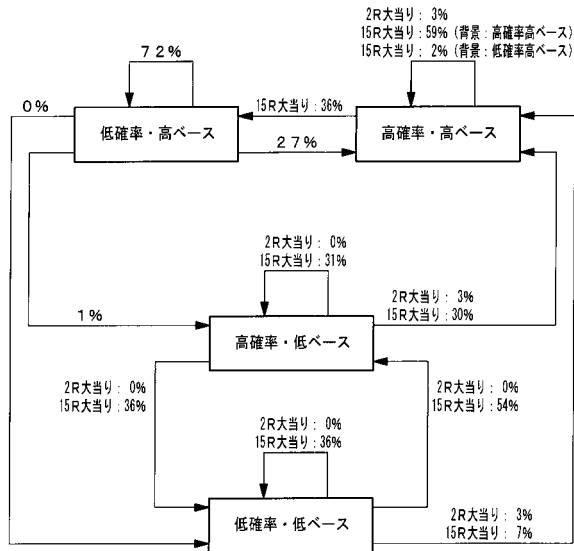 2R大当り: 3%
15R大当り:59% (背景:高確率高ベース)
15R大当り: 2% (背景:低確率高ベース)
72%
0%
15R大当り:36%
低確率・高ベース
高確率・高ベース
27%
2R大当り: 0%
15R大当り:31%
2R大当り: 3%
15R大当り:30%
1%
高確率・低ベース
2R大当り: 0%
15R大当り:36%
2R大当り: 0%
15R大当り:54%
2R大当り: 0%
15R大当り:36%
2R大当り: 3%
15R大当り: 7%
低確率・低ベース